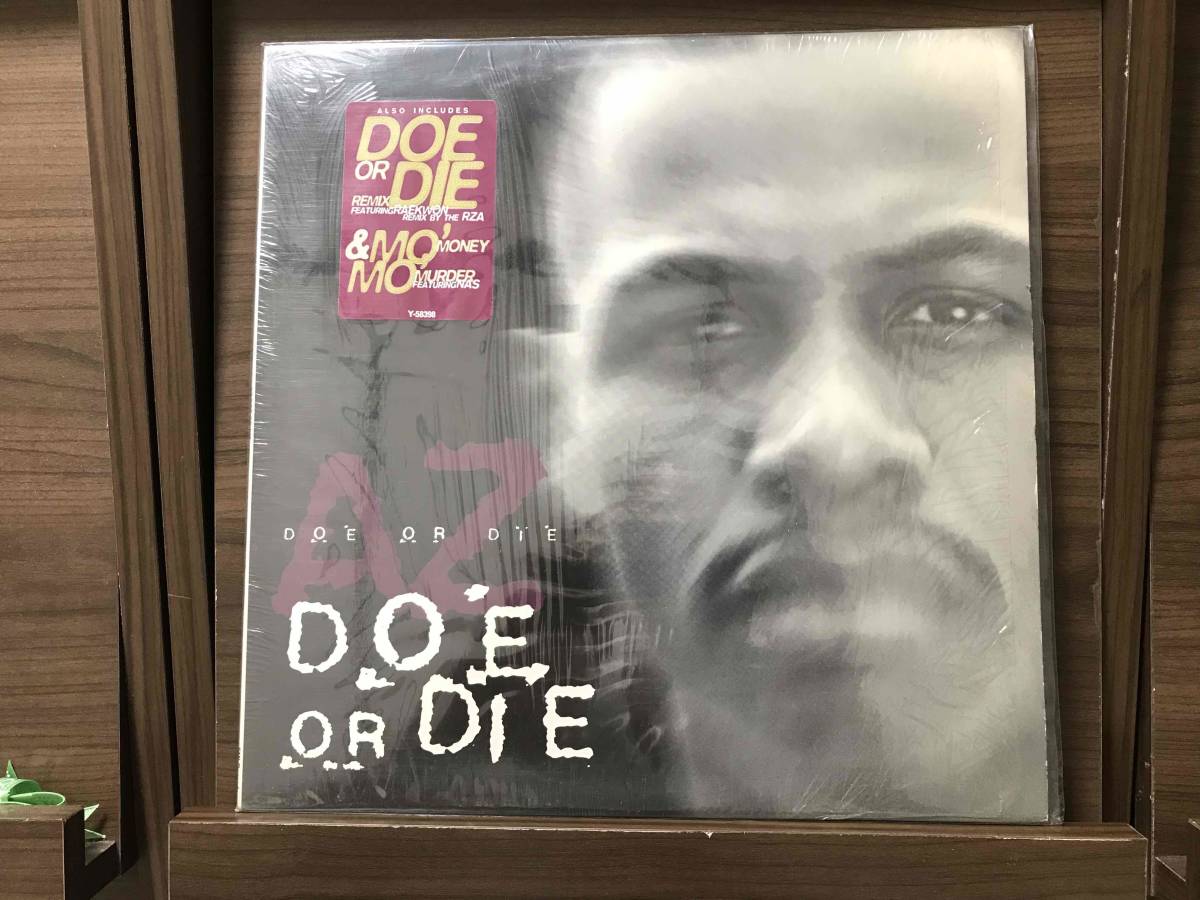 ALSO INCLUDES
DOE
OR DIE
REMIX
FEATURING RAEKWON
REMIX BY THE RZA
& MO' MONEY
MO' MURDER
FEATURING NAS
Y-58398
AZ
DOE OR DIE
DOE
OR DIE